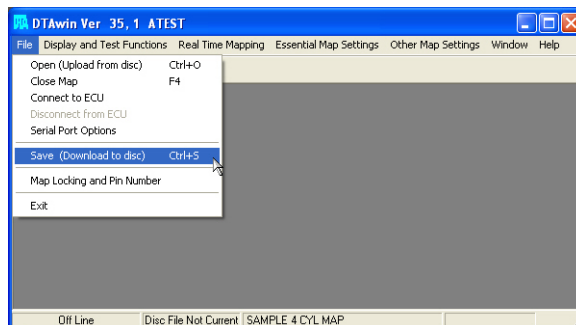 DTAwin Ver 35,1 ATEST
File Display and Test Functions Real Time Mapping Essential Map Settings Other Map Settings Window Help
Open (Upload from disc) Ctrl+O
Close Map F4
Connect to ECU
Disconnect from ECU
Serial Port Options
Save (Download to disc) Ctrl+S
Map Locking and Pin Number
Exit
Off Line Disc File Not Current SAMPLE 4 CYL MAP